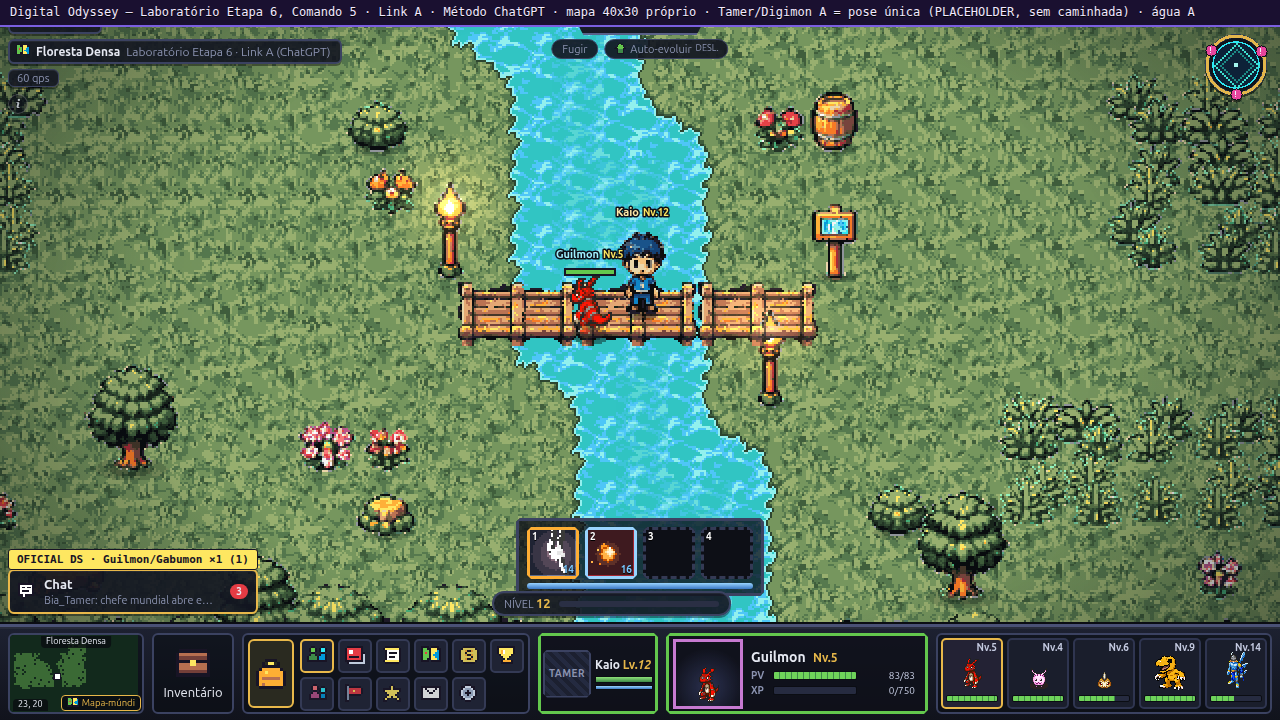 Digital Odyssey — Laboratório Etapa 6, Comando 5 · Link A · Método ChatGPT · mapa 40x30 próprio · Tamer/Digimon A = pose única (PLACEHOLDER, sem caminhada) · água A
Floresta Densa Laboratório Etapa 6 · Link A (ChatGPT)
Fugir
Auto-evoluir DESL.
60 qps
i
Kaio Nv.12
Guilmon Nv.5
OFICIAL DS · Guilmon/Gabumon ×1 (1)
Chat
Bia_Tamer: chefe mundial abre e...
3
1 14
2 16
3
4
NÍVEL 12
Floresta Densa
23, 20
Mapa-múndi
Inventário
TAMER
Kaio Lv.12
Guilmon Nv.5
PV 83/83
XP 0/750
Nv.5
Nv.4
Nv.6
Nv.9
Nv.14